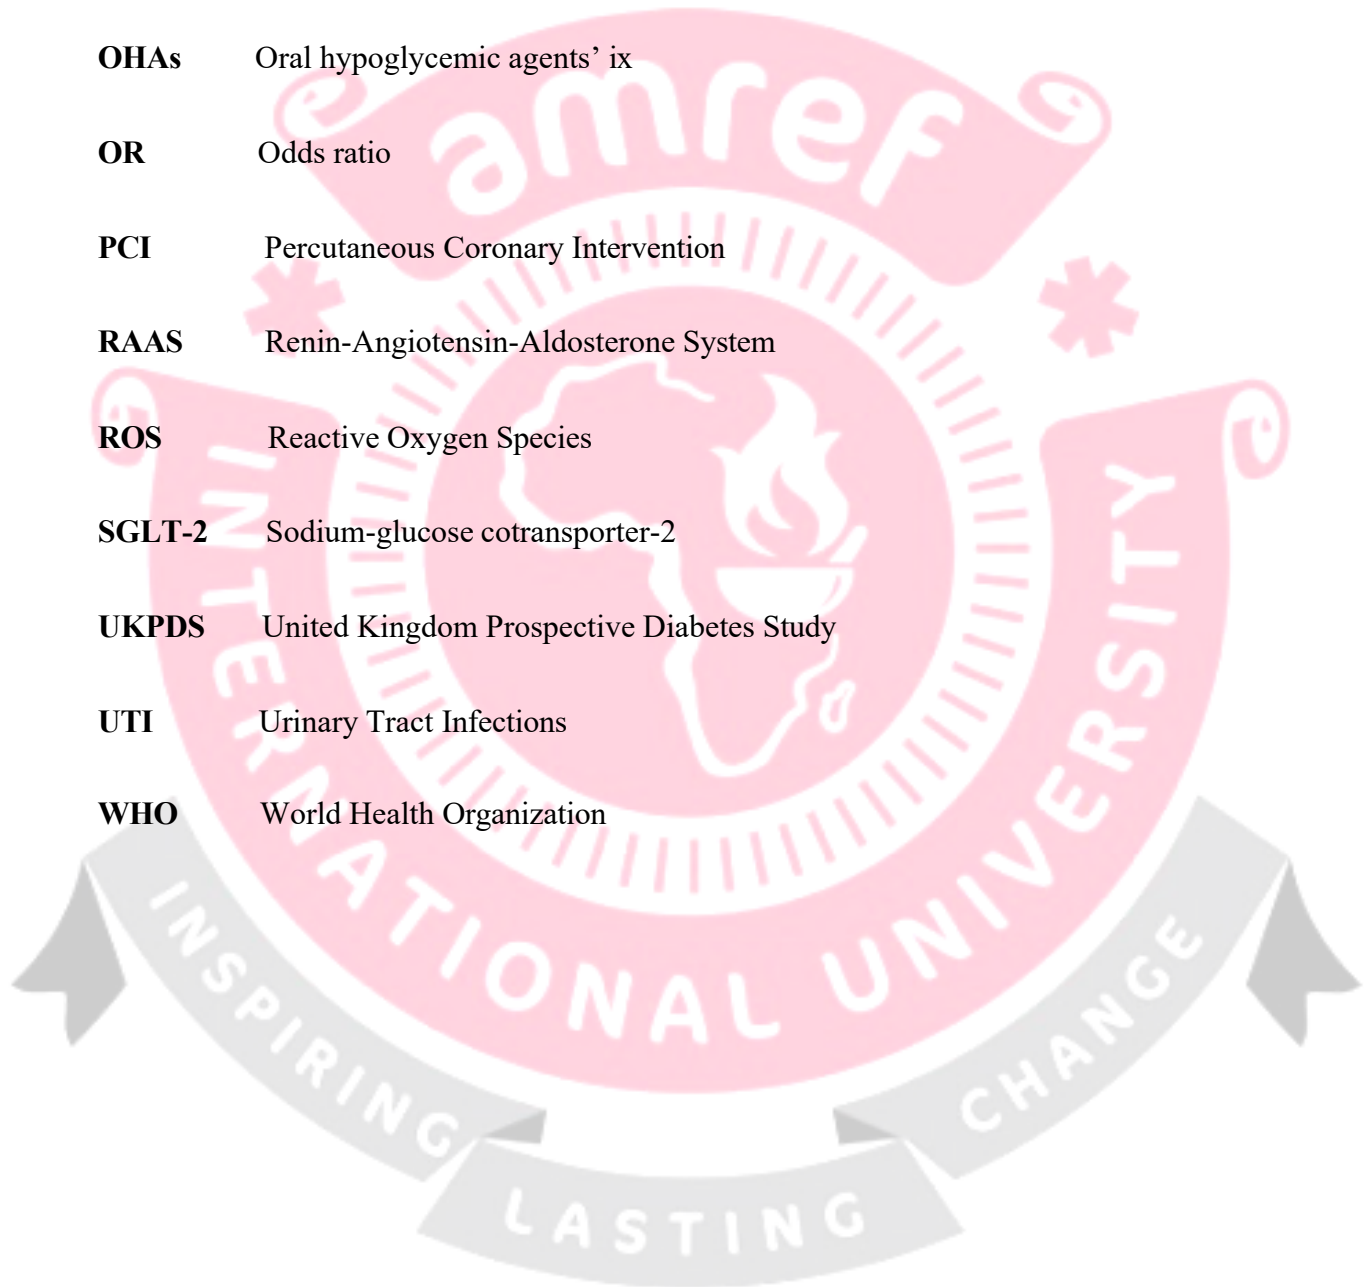 OHAs Oral hypoglycemic agents’ ix
OR Odds ratio
PCI Percutaneous Coronary Intervention
RAAS Renin-Angiotensin-Aldosterone System
ROS Reactive Oxygen Species
SGLT-2 Sodium-glucose cotransporter-2
UKPDS United Kingdom Prospective Diabetes Study
UTI Urinary Tract Infections
WHO World Health Organization
amref
INTERNATIONAL UNIVERSITY
INSPIRING LASTING CHANGE